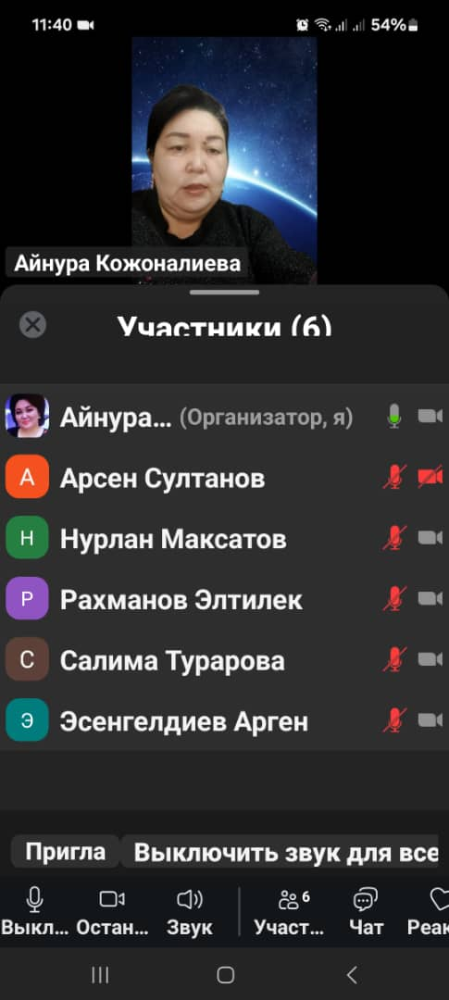 11:40 54%
Айнура Кожоналиева
Участники (6)
Айнура... (Организатор, я)
А Арсен Султанов
Н Нурлан Максатов
Р Рахманов Элтилек
С Салима Турарова
Э Эсенгелдиев Арген
Пригла Выключить звук для все
6
Выкл... Остан... Звук Участ... Чат Реак